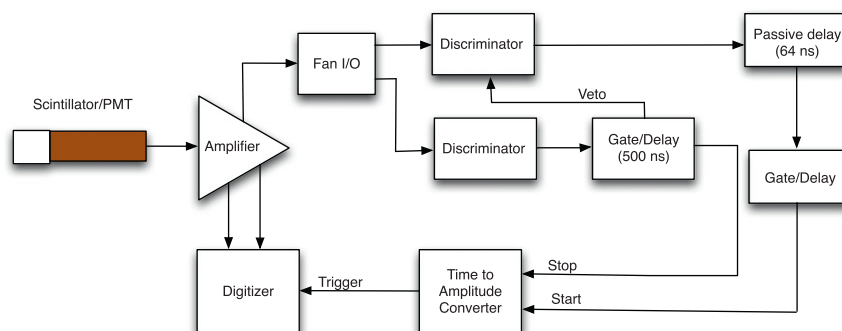 Passive delay
(64 ns)
Discriminator
Fan I/O
Veto
Scintillator/PMT
Amplifier
Discriminator
Gate/Delay
(500 ns)
Gate/Delay
Stop
Time to
Amplitude
Converter
Trigger
Digitizer
Start